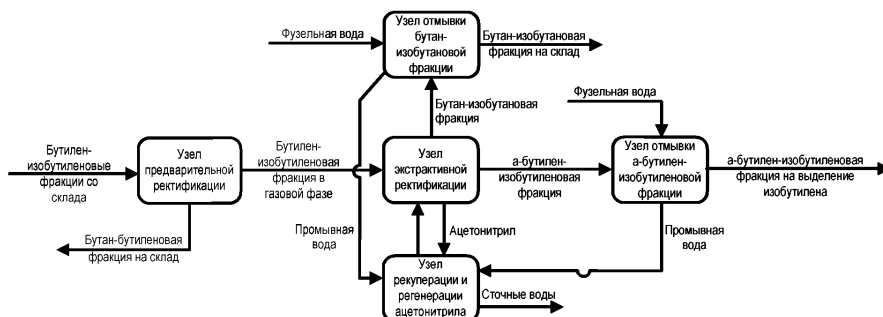 Фузельная вода
Узел отмывки
бутан-
изобутановой
фракции
Бутан-изобутановая
фракция на склад
Бутан-изобутановая
фракция
Фузельная вода
Бутилен-
изобутиленовые
фракции со
склада
Узел
предварительной
ректификации
Бутилен-
изобутиленовая
фракция в
газовой фазе
Узел
экстрактивной
ректификации
а-бутилен-
изобутиленовая
фракция
Узел отмывки
а-бутилен-
изобутиленовой
фракции
а-бутилен-изобутиленовая
фракция на выделение
изобутилена
Бутан-бутиленовая
фракция на склад
Промывная
вода
Ацетонитрил
Промывная
вода
Узел
рекуперации и
регенерации
ацетонитрила
Сточные воды